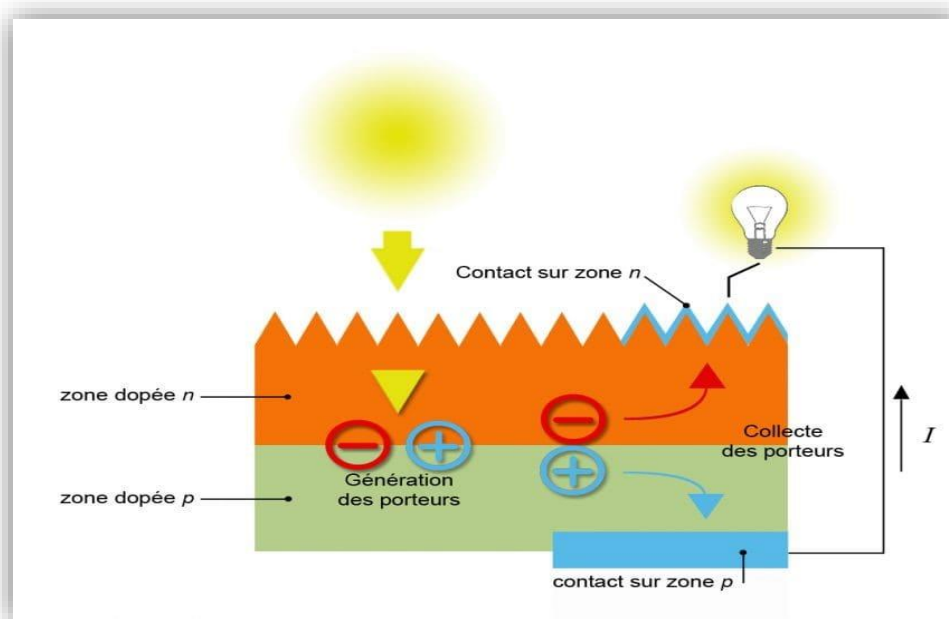 Contact sur zone n
zone dopée n
Collecte
des porteurs
I
Génération
des porteurs
zone dopée p
contact sur zone p